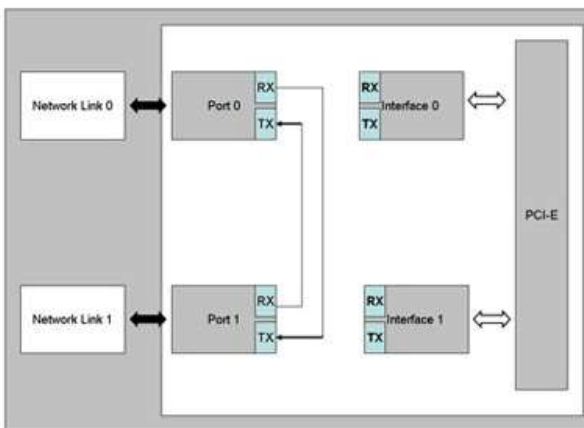 Network Link 0
Port 0
RX
TX
RX
TX
Interface 0
PCI-E
Network Link 1
Port 1
RX
TX
RX
TX
Interface 1